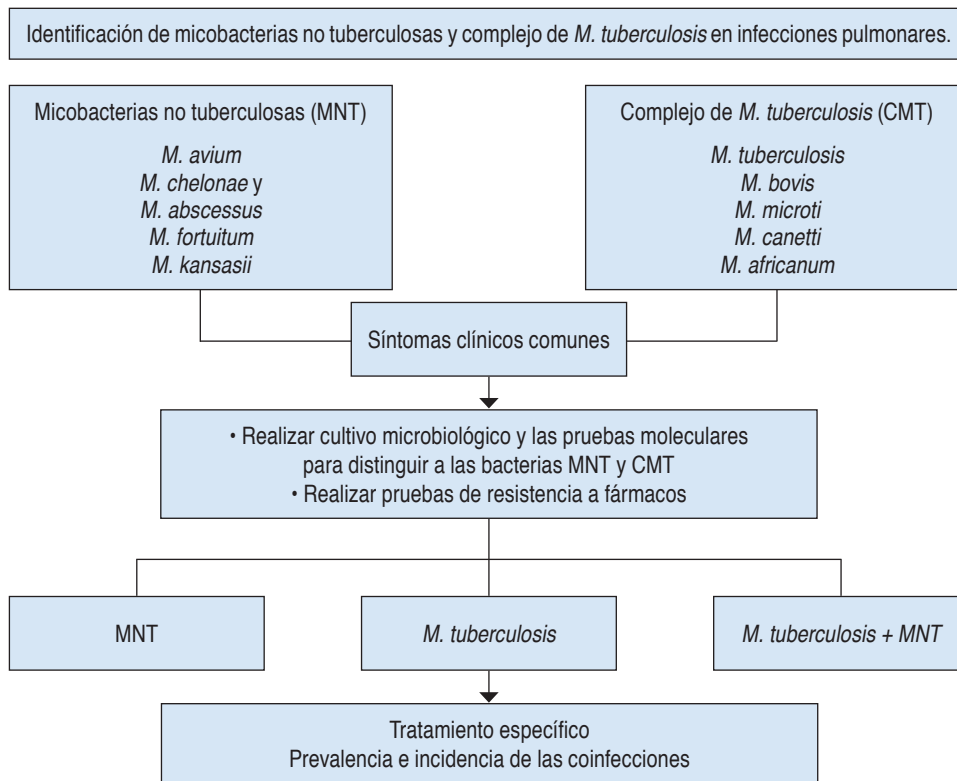 Identificación de micobacterias no tuberculosas y complejo de M. tuberculosis en infecciones pulmonares.
Micobacterias no tuberculosas (MNT)
M. avium
M. chelonae y
M. abscessus
M. fortuitum
M. kansasii
Complejo de M. tuberculosis (CMT)
M. tuberculosis
M. bovis
M. microti
M. canetti
M. africanum
Síntomas clínicos comunes
• Realizar cultivo microbiológico y las pruebas moleculares
para distinguir a las bacterias MNT y CMT
• Realizar pruebas de resistencia a fármacos
MNT
M. tuberculosis
M. tuberculosis + MNT
Tratamiento específico
Prevalencia e incidencia de las coinfecciones